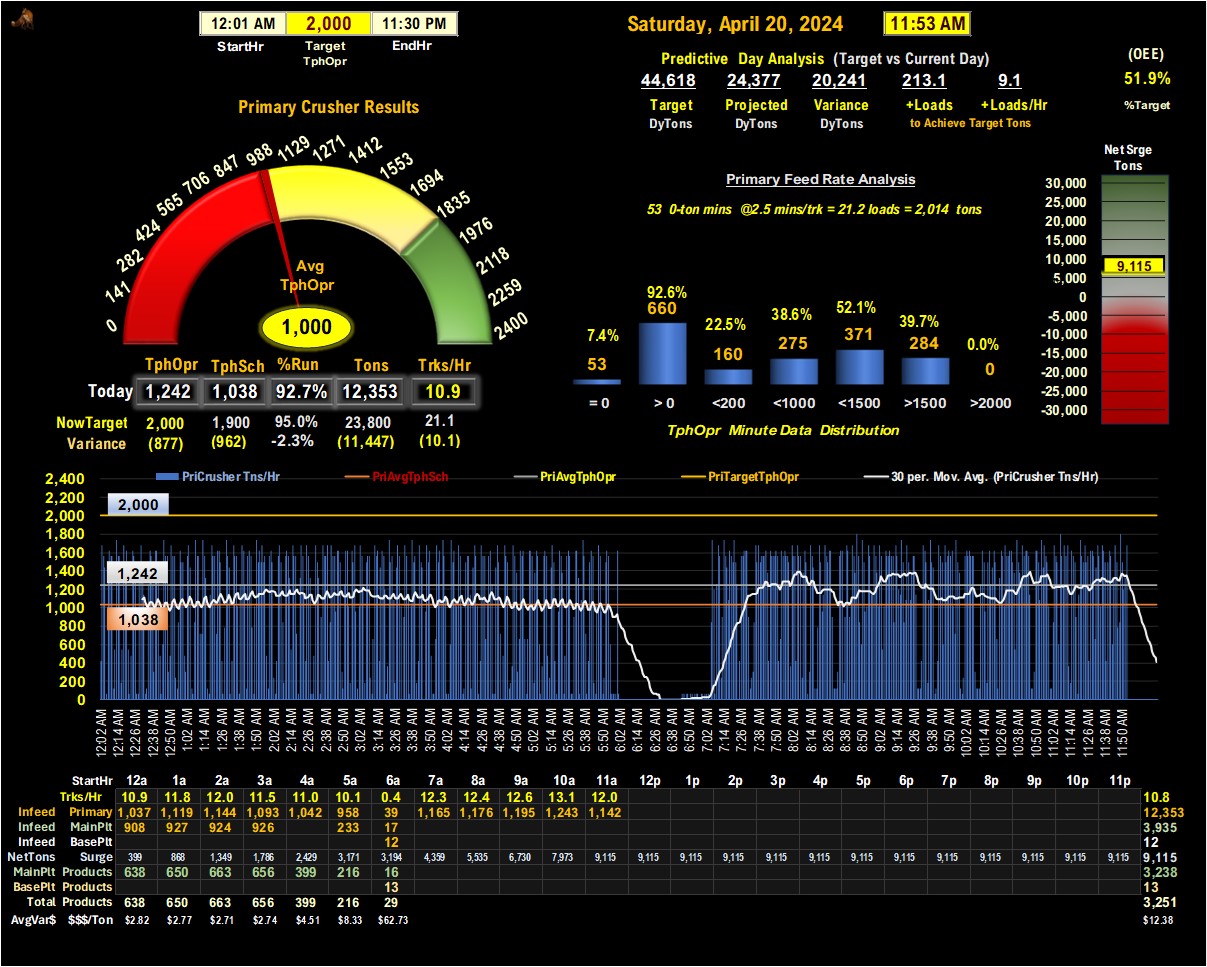 12:01 AM 2,000 11:30 PM
StartHr Target TphOpr EndHr
Saturday, April 20, 2024 11:53 AM
Predictive Day Analysis (Target vs Current Day)
44,618 24,377 20,241 213.1 9.1
Target Projected Variance +Loads +Loads/Hr
DyTons DyTons DyTons to Achieve Target Tons
(OEE)
51.9%
%Target
Primary Crusher Results
0 141 282 424 565 706 847 988 1129 1271 1412 1553 1694 1835 1976 2118 2259 2400
Avg
TphOpr
1,000
TphOpr TphSch %Run Tons Trks/Hr
Today 1,242 1,038 92.7% 12,353 10.9
NowTarget 2,000 1,900 95.0% 23,800 21.1
Variance (877) (962) -2.3% (11,447) (10.1)
Primary Feed Rate Analysis
53 0-ton mins @2.5 mins/trk = 21.2 loads = 2,014 tons
7.4% 92.6% 22.5% 38.6% 52.1% 39.7% 0.0%
53 660 160 275 371 284 0
= 0 > 0 <200 <1000 <1500 >1500 >2000
TphOpr Minute Data Distribution
Net Srge
Tons
30,000
25,000
20,000
15,000
10,000
9,115
5,000
0
-5,000
-10,000
-15,000
-20,000
-25,000
-30,000
PriCrusher Tns/Hr PriAvgTphSch PriAvgTphOpr PriTargetTphOpr 30 per. Mov. Avg. (PriCrusher Tns/Hr)
2,400
2,200
2,000
1,800
1,600
1,400
1,200
1,000
800
600
400
200
0
2,000
1,242
1,038
12:02 AM 12:14 AM 12:26 AM 12:38 AM 12:50 AM 1:02 AM 1:14 AM 1:26 AM 1:38 AM 1:50 AM 2:02 AM 2:14 AM 2:26 AM 2:38 AM 2:50 AM 3:02 AM 3:14 AM 3:26 AM 3:38 AM 3:50 AM 4:02 AM 4:14 AM 4:26 AM 4:38 AM 4:50 AM 5:02 AM 5:14 AM 5:26 AM 5:38 AM 5:50 AM 6:02 AM 6:14 AM 6:26 AM 6:38 AM 6:50 AM 7:02 AM 7:14 AM 7:26 AM 7:38 AM 7:50 AM 8:02 AM 8:14 AM 8:26 AM 8:38 AM 8:50 AM 9:02 AM 9:14 AM 9:26 AM 9:38 AM 9:50 AM 10:02 AM 10:14 AM 10:26 AM 10:38 AM 10:50 AM 11:02 AM 11:14 AM 11:26 AM 11:38 AM 11:50 AM
StartHr 12a 1a 2a 3a 4a 5a 6a 7a 8a 9a 10a 11a 12p 1p 2p 3p 4p 5p 6p 7p 8p 9p 10p 11p
Trks/Hr 10.9 11.8 12.0 11.5 11.0 10.1 0.4 12.3 12.4 12.6 13.1 12.0 10.8
Infeed Primary 1,037 1,119 1,144 1,093 1,042 958 39 1,165 1,176 1,195 1,243 1,142 12,353
Infeed MainPlt 908 927 924 926 233 17 3,935
Infeed BasePlt 12 12
NetTons Surge 399 868 1,349 1,786 2,429 3,171 3,194 4,359 5,535 6,730 7,973 9,115 9,115 9,115 9,115 9,115 9,115 9,115 9,115 9,115 9,115 9,115 9,115 9,115 9,115
MainPlt Products 638 650 663 656 399 216 16 3,238
BasePlt Products 13 13
Total Products 638 650 663 656 399 216 29 3,251
AvgVar$ $$$/Ton $2.82 $2.77 $2.71 $2.74 $4.51 $8.33 $62.73 $12.38